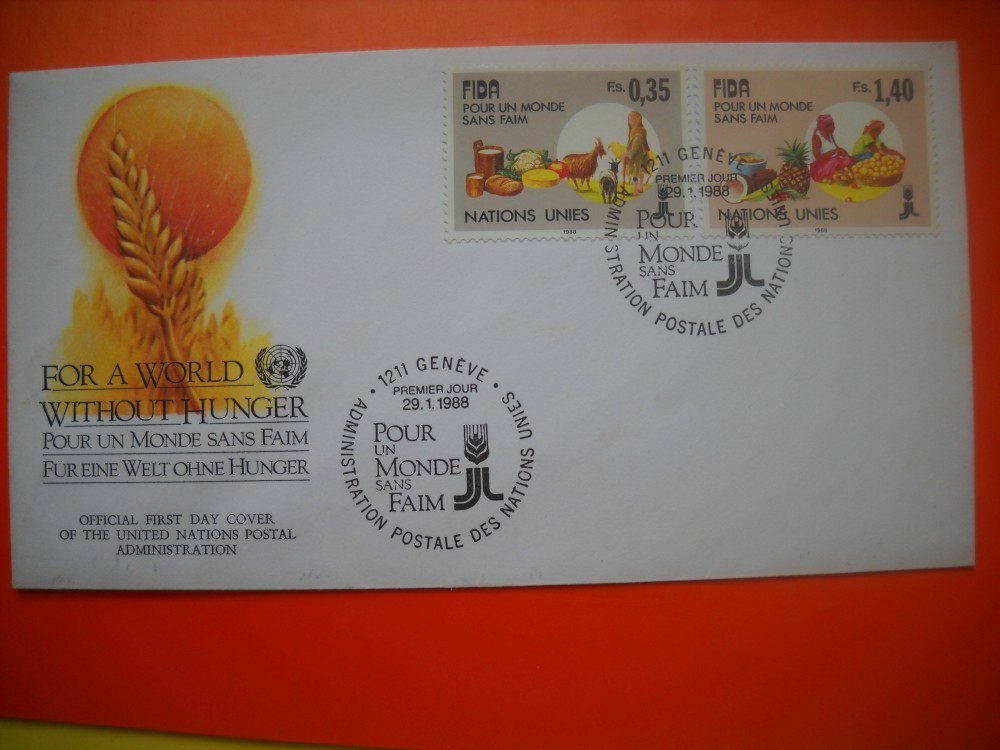 FIDA
F.s. 0,35
POUR UN MONDE
SANS FAIM
NATIONS UNIES
1988
FIDA
F.s. 1,40
POUR UN MONDE
SANS FAIM
NATIONS UNIES
1988
1211 GENÈVE
PREMIER JOUR
29.1.1988
POUR
UN
MONDE
SANS
FAIM
ADMINISTRATION POSTALE DES NATIONS UNIES
FOR A WORLD
WITHOUT HUNGER
POUR UN MONDE SANS FAIM
FÜR EINE WELT OHNE HUNGER
OFFICIAL FIRST DAY COVER
OF THE UNITED NATIONS POSTAL
ADMINISTRATION
1211 GENÈVE
PREMIER JOUR
29.1.1988
POUR
UN
MONDE
SANS
FAIM
ADMINISTRATION POSTALE DES NATIONS UNIES